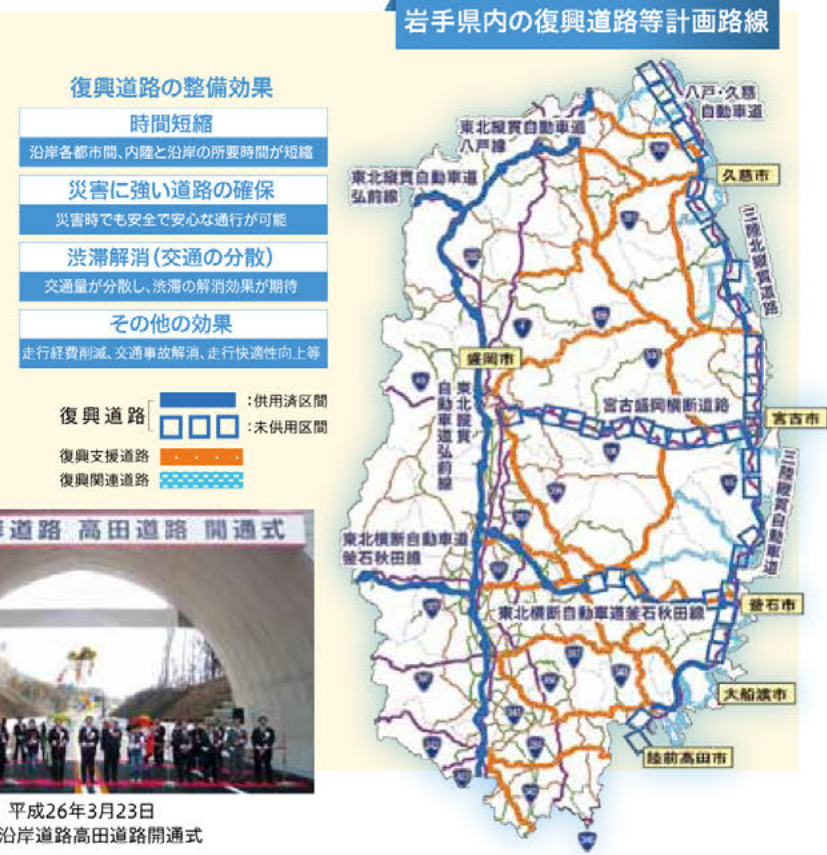 岩手県内の復興道路等計画路線
復興道路の整備効果
時間短縮
沿岸各都市間、内陸と沿岸の所要時間が短縮
災害に強い道路の確保
災害時でも安全で安心な通行が可能
渋滞解消(交通の分散)
交通量が分散し、渋滞の解消効果が期待
その他の効果
走行経費削減、交通事故解消、走行快適性向上等
復興道路
:供用済区間
:未供用区間
復興支援道路
復興関連道路
道路 高田道路 開通式
平成26年3月23日
沿岸道路高田道路開通式
八戸・久慈
自動車道
東北縦貫自動車道
八戸線
東北縦貫自動車道
弘前線
久慈市
三陸北縦貫道路
盛岡市
東北縦貫
自動車道弘前線
宮古盛岡横断道路
宮古市
三陸縦貫自動車道
東北横断自動車道
釜石秋田線
東北横断自動車道釜石秋田線
釜石市
大船渡市
陸前高田市